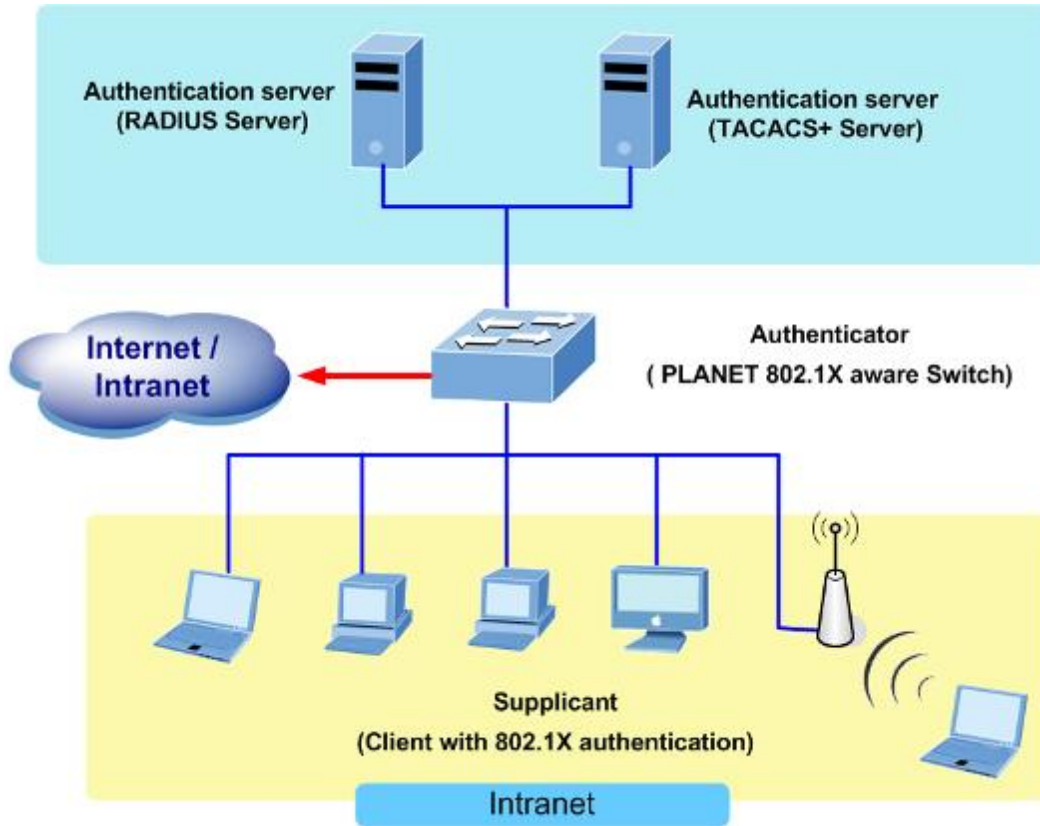 Authentication server
(RADIUS Server)
Authentication server
(TACACS+ Server)
Internet /
Intranet
Authenticator
( PLANET 802.1X aware Switch)
Supplicant
(Client with 802.1X authentication)
Intranet